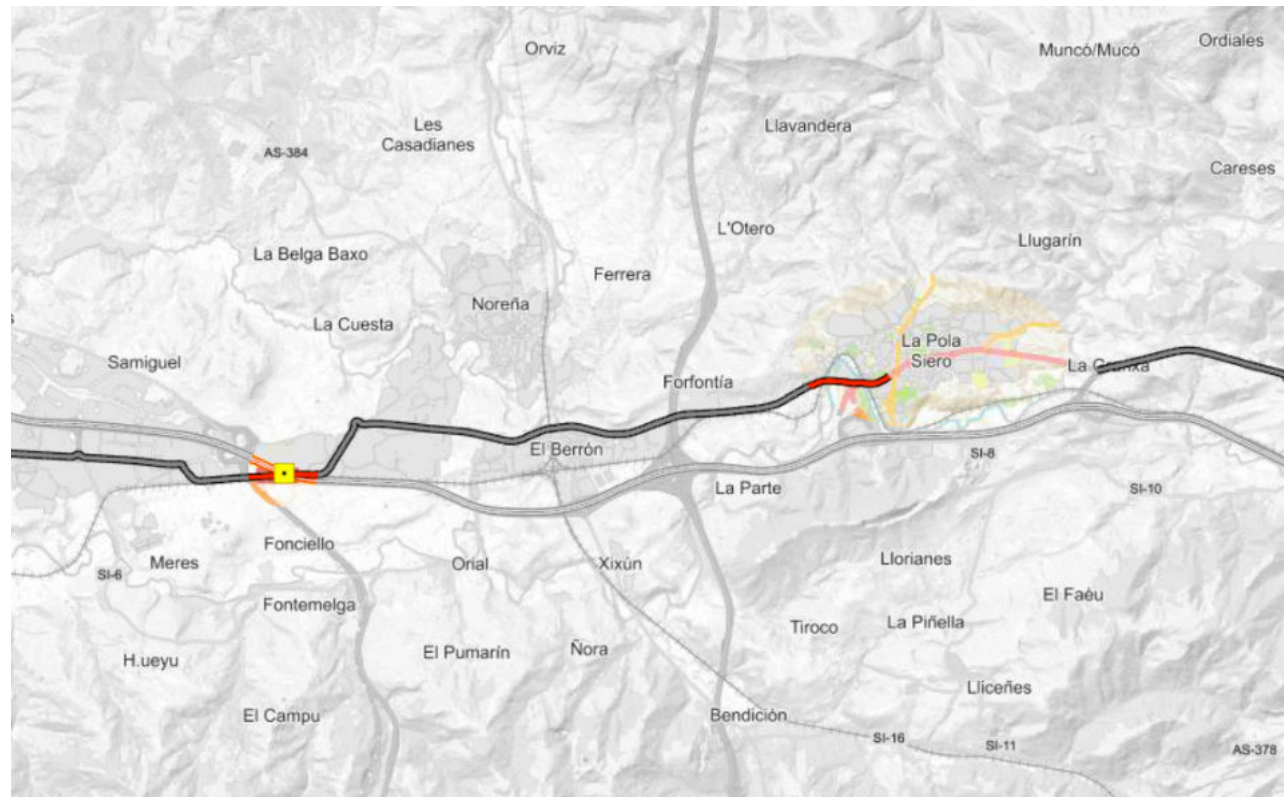 Orviz
Muncó/Mucó
Ordiales
Les
Casadianes
Llavandera
AS-384
Careses
L'Otero
Llugarín
La Belga Baxo
Ferrera
Noreña
La Cuesta
La Pola
Siero
Samiguel
La Granxa
Forfontía
El Berrón
SI-8
La Parte
SI-10
Fonciello
Meres
Orial
Xixún
Llorianes
SI-6
El Faéu
Fontemelga
La Piñella
Tiroco
Ñora
El Pumarín
H.ueyu
Lliceñes
El Campu
Bendición
SI-16
SI-11
AS-378